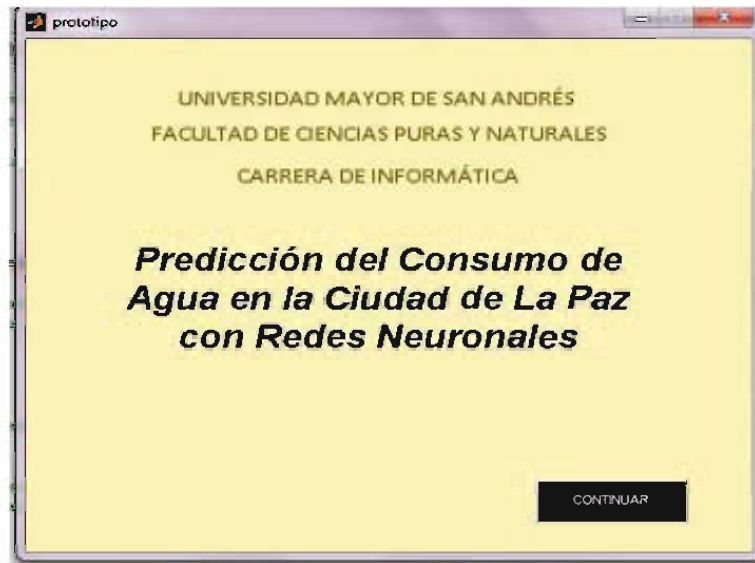 prototipo
UNIVERSIDAD MAYOR DE SAN ANDRÉS
FACULTAD DE CIENCIAS PURAS Y NATURALES
CARRERA DE INFORMÁTICA
Predicción del Consumo de
Agua en la Ciudad de La Paz
con Redes Neuronales
CONTINUAR